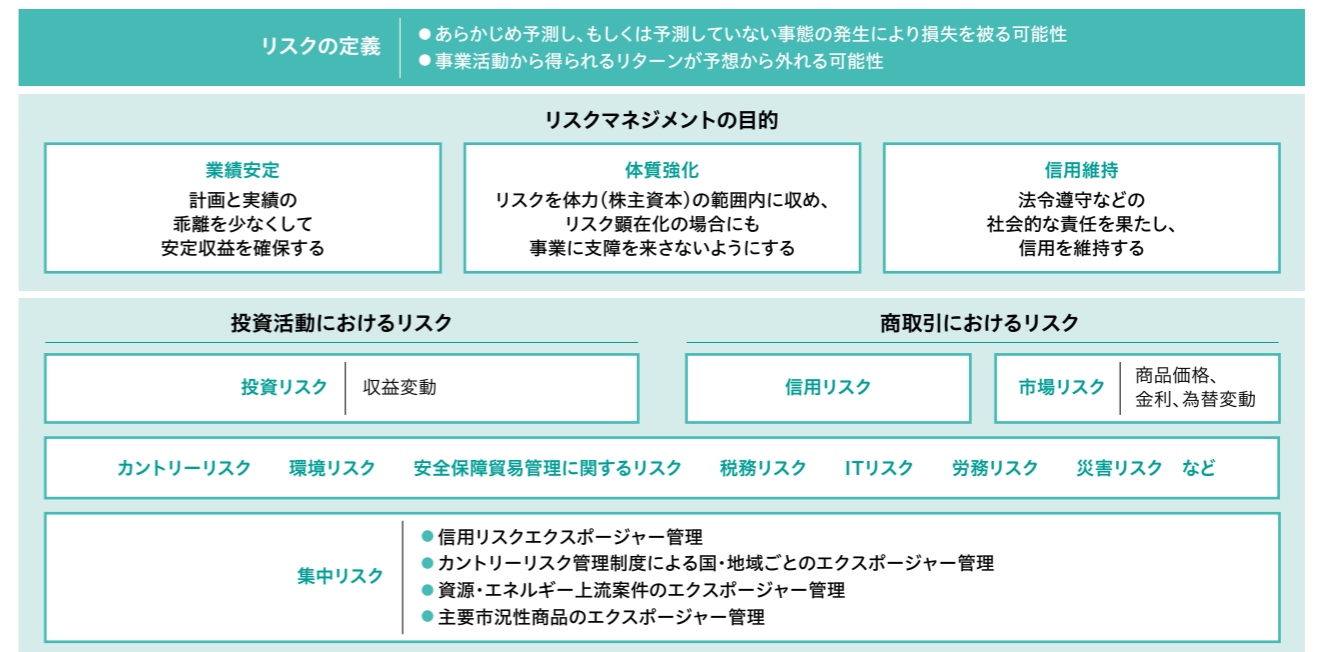 リスクの定義
●あらかじめ予測し、もしくは予測していない事態の発生により損失を被る可能性
●事業活動から得られるリターンが予想から外れる可能性
リスクマネジメントの目的
業績安定
計画と実績の
乖離を少なくして
安定収益を確保する
体質強化
リスクを体力(株主資本)の範囲内に収め、
リスク顕在化の場合にも
事業に支障を来さないようにする
信用維持
法令遵守などの
社会的な責任を果たし、
信用を維持する
投資活動におけるリスク
商取引におけるリスク
投資リスク
収益変動
信用リスク
市場リスク
商品価格、
金利、為替変動
カントリーリスク 環境リスク 安全保障貿易管理に関するリスク 税務リスク ITリスク 労務リスク 災害リスク など
集中リスク
●信用リスクエクスポージャー管理
●カントリーリスク管理制度による国・地域ごとのエクスポージャー管理
●資源・エネルギー上流案件のエクスポージャー管理
●主要市況性商品のエクスポージャー管理